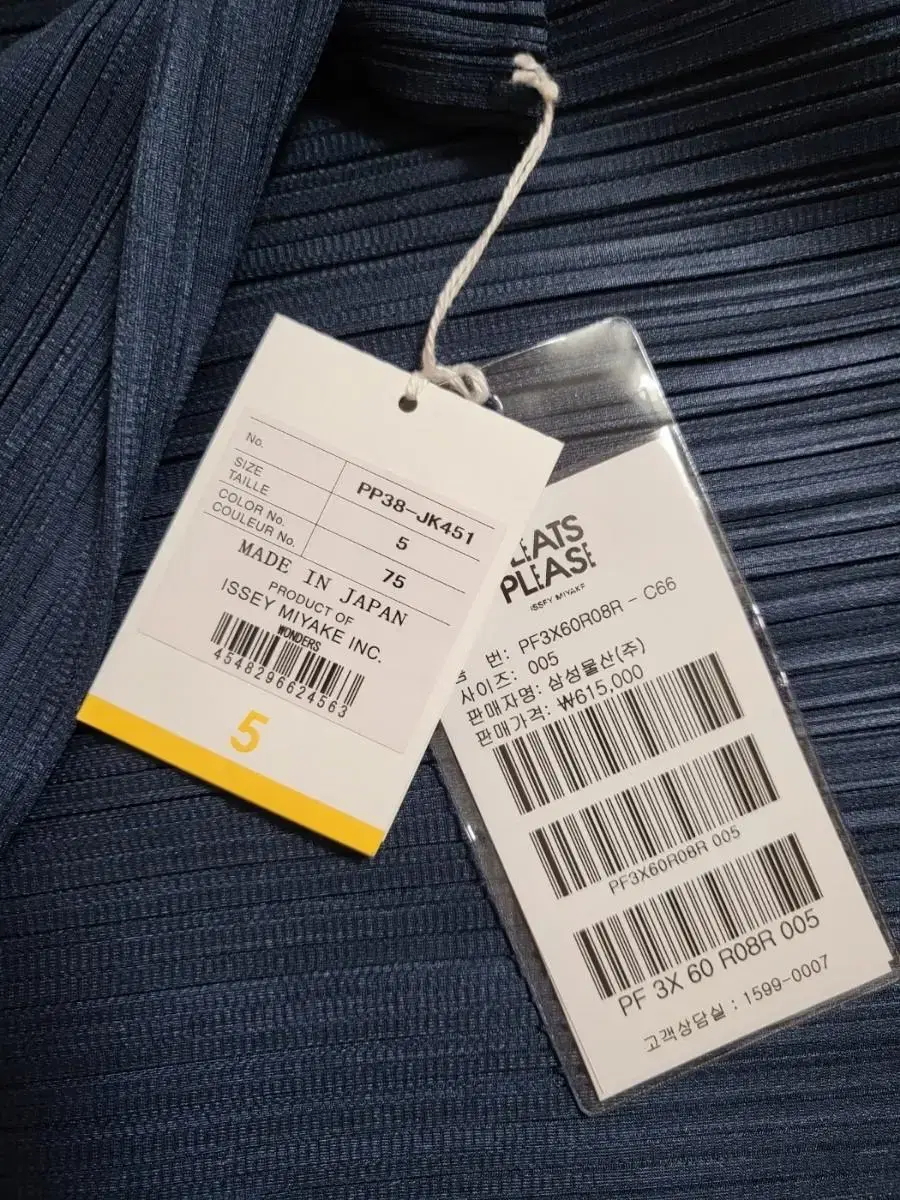 No.
PP38-JK451
SIZE
TAILLE
5
COLOR No.
COULEUR No.
75
MADE IN JAPAN
PRODUCT OF
ISSEY MIYAKE INC.
WONDERS
4548296624563
5
LEATS
PLEASE
ISSEY MIYAKE
번: PF3X60R08R - C66
사이즈: 005
판매자명: 삼성물산(주)
판매가격: ₩615,000
PF3X60R08R 005
PF 3X 60 R08R 005
고객상담실 : 1599-0007